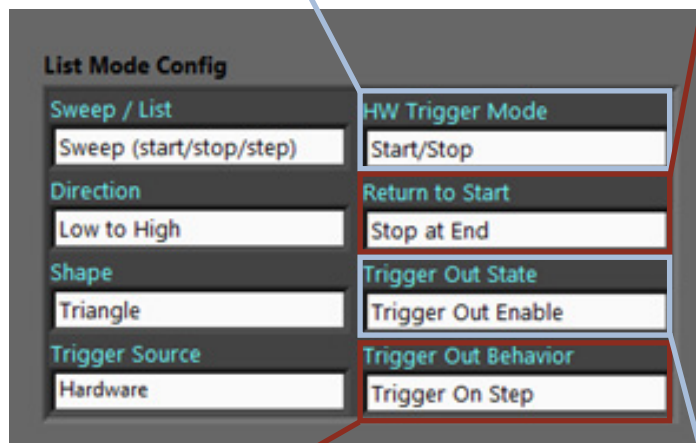 List Mode Config
Sweep / List
Sweep (start/stop/step)
Direction
Low to High
Shape
Triangle
Trigger Source
Hardware
HW Trigger Mode
Start/Stop
Return to Start
Stop at End
Trigger Out State
Trigger Out Enable
Trigger Out Behavior
Trigger On Step